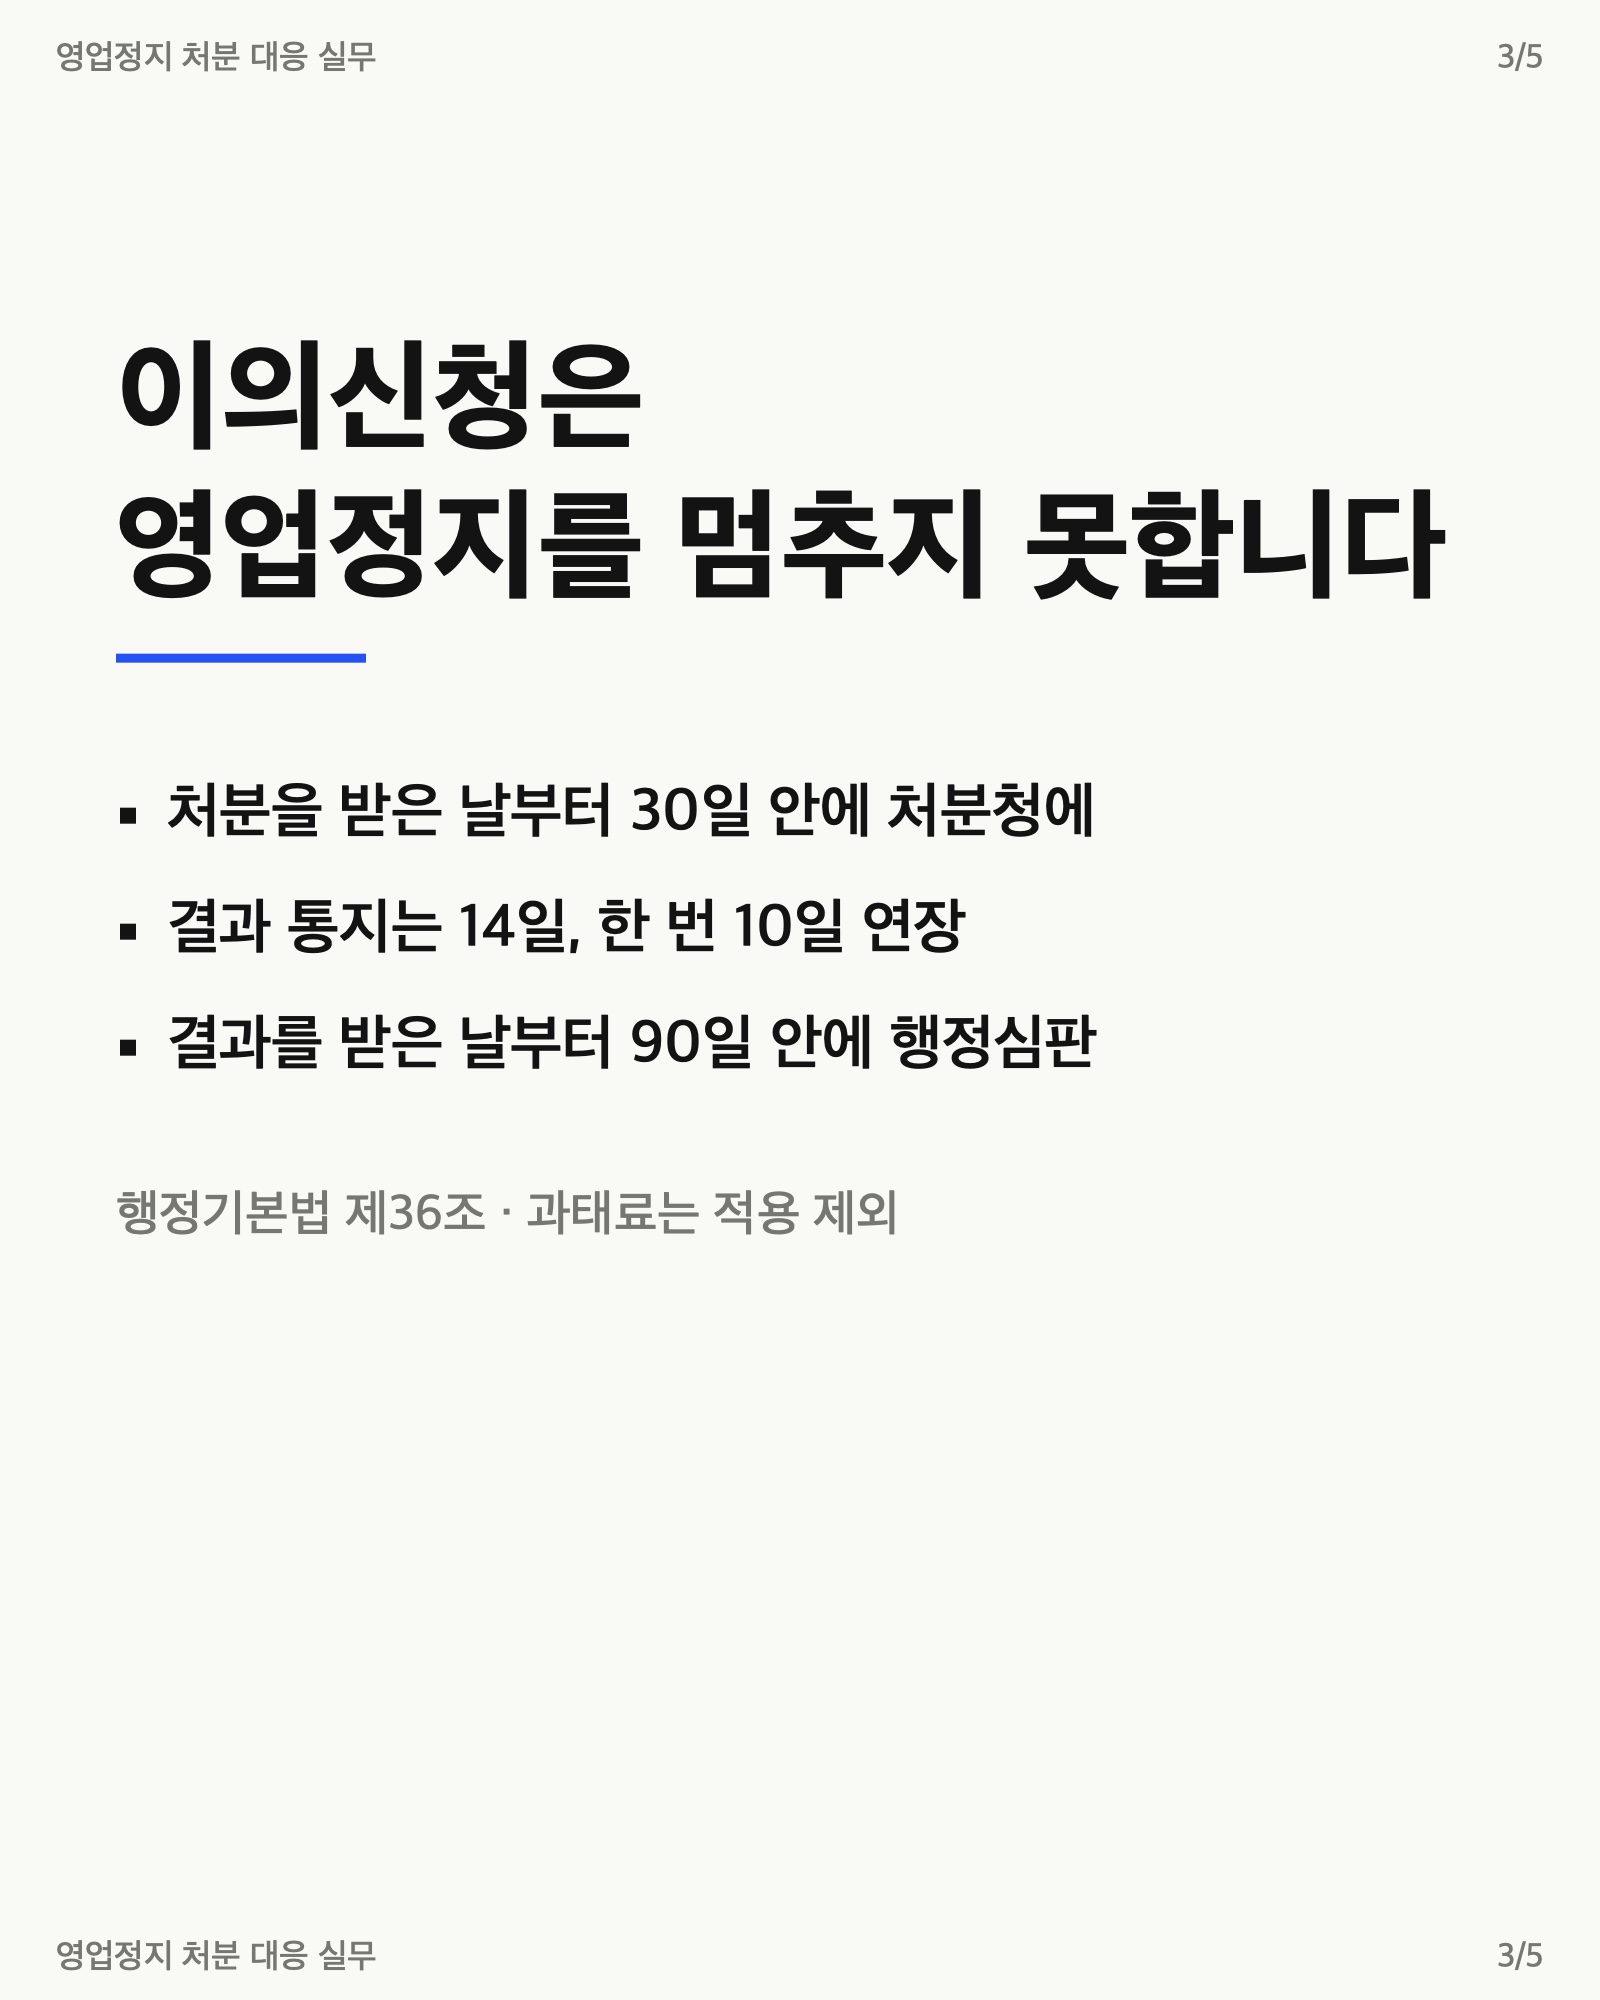 영업정지 처분 대응 실무
3/5
이의신청은
영업정지를 멈추지 못합니다
▪ 처분을 받은 날부터 30일 안에 처분청에
▪ 결과 통지는 14일, 한 번 10일 연장
▪ 결과를 받은 날부터 90일 안에 행정심판
행정기본법 제36조 · 과태료는 적용 제외
영업정지 처분 대응 실무
3/5